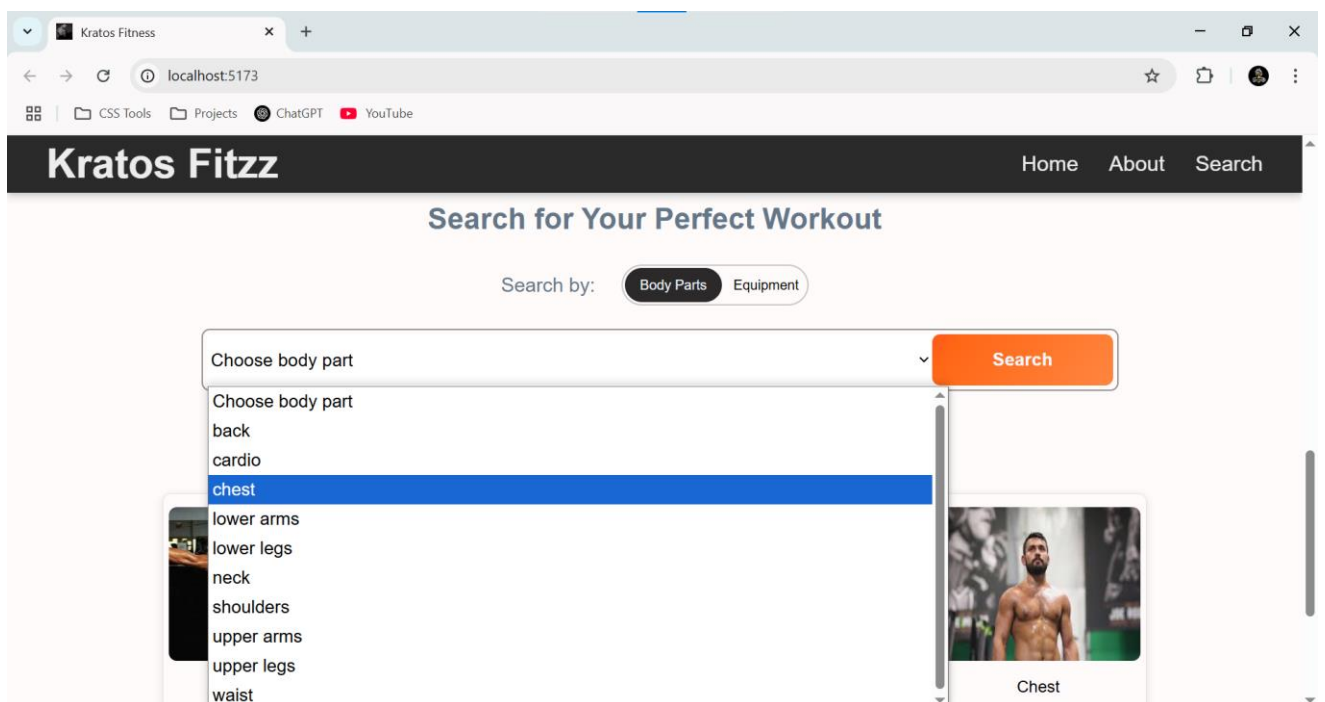 Kratos Fitness
localhost:5173
CSS Tools Projects ChatGPT YouTube
Kratos Fitzz
Home About Search
Search for Your Perfect Workout
Search by: Body Parts Equipment
Choose body part
Search
Choose body part
back
cardio
chest
lower arms
lower legs
neck
shoulders
upper arms
upper legs
waist
Chest